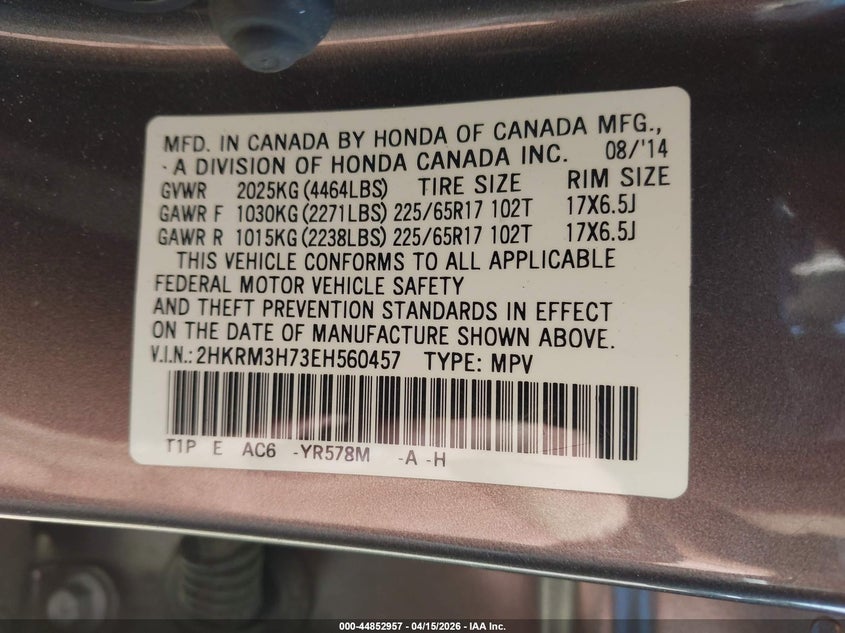 MFD. IN CANADA BY HONDA OF CANADA MFG.,
A DIVISION OF HONDA CANADA INC. 08/'14
GVWR 2025KG (4464LBS) TIRE SIZE RIM SIZE
GAWR F 1030KG (2271LBS) 225/65R17 102T 17X6.5J
GAWR R 1015KG (2238LBS) 225/65R17 102T 17X6.5J
THIS VEHICLE CONFORMS TO ALL APPLICABLE
FEDERAL MOTOR VEHICLE SAFETY
AND THEFT PREVENTION STANDARDS IN EFFECT
ON THE DATE OF MANUFACTURE SHOWN ABOVE.
V.I.N.: 2HKRM3H73EH560457 TYPE: MPV
T1P E AC6 -YR578M -A -H
000-44852957 - 04/15/2026 - IAA Inc.